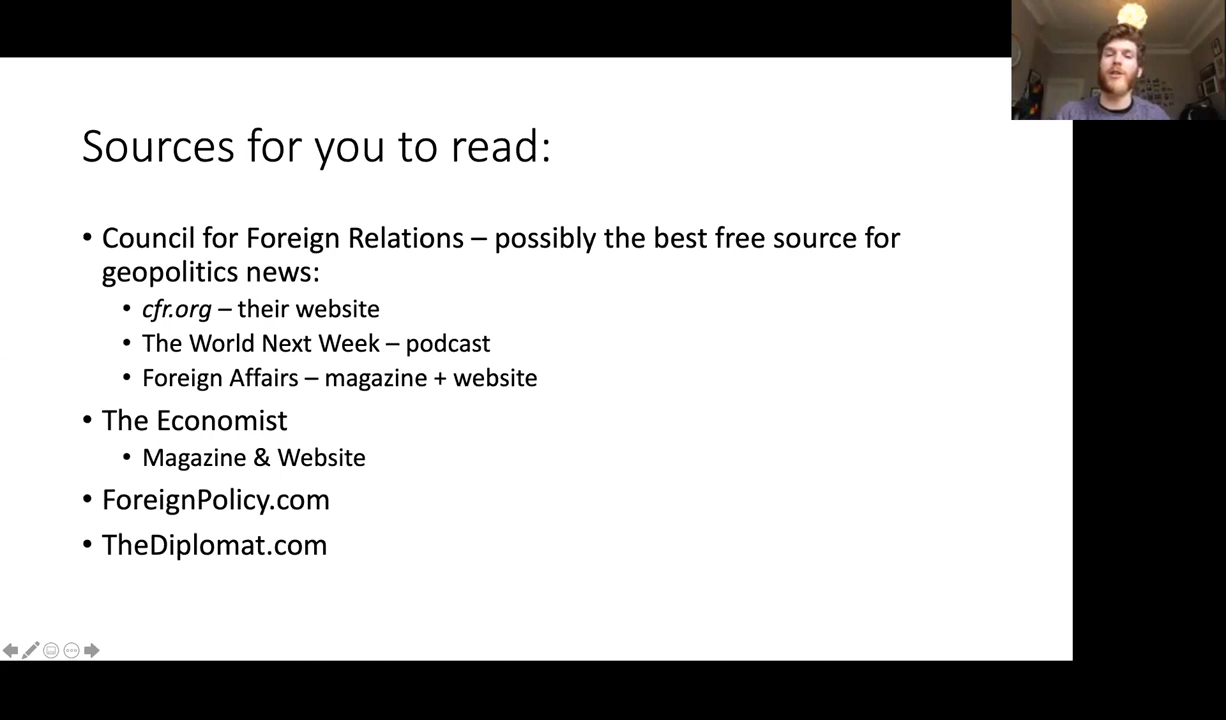 Sources for you to read:
• Council for Foreign Relations – possibly the best free source for
geopolitics news:
• cfr.org – their website
• The World Next Week – podcast
• Foreign Affairs – magazine + website
• The Economist
• Magazine & Website
• ForeignPolicy.com
• TheDiplomat.com